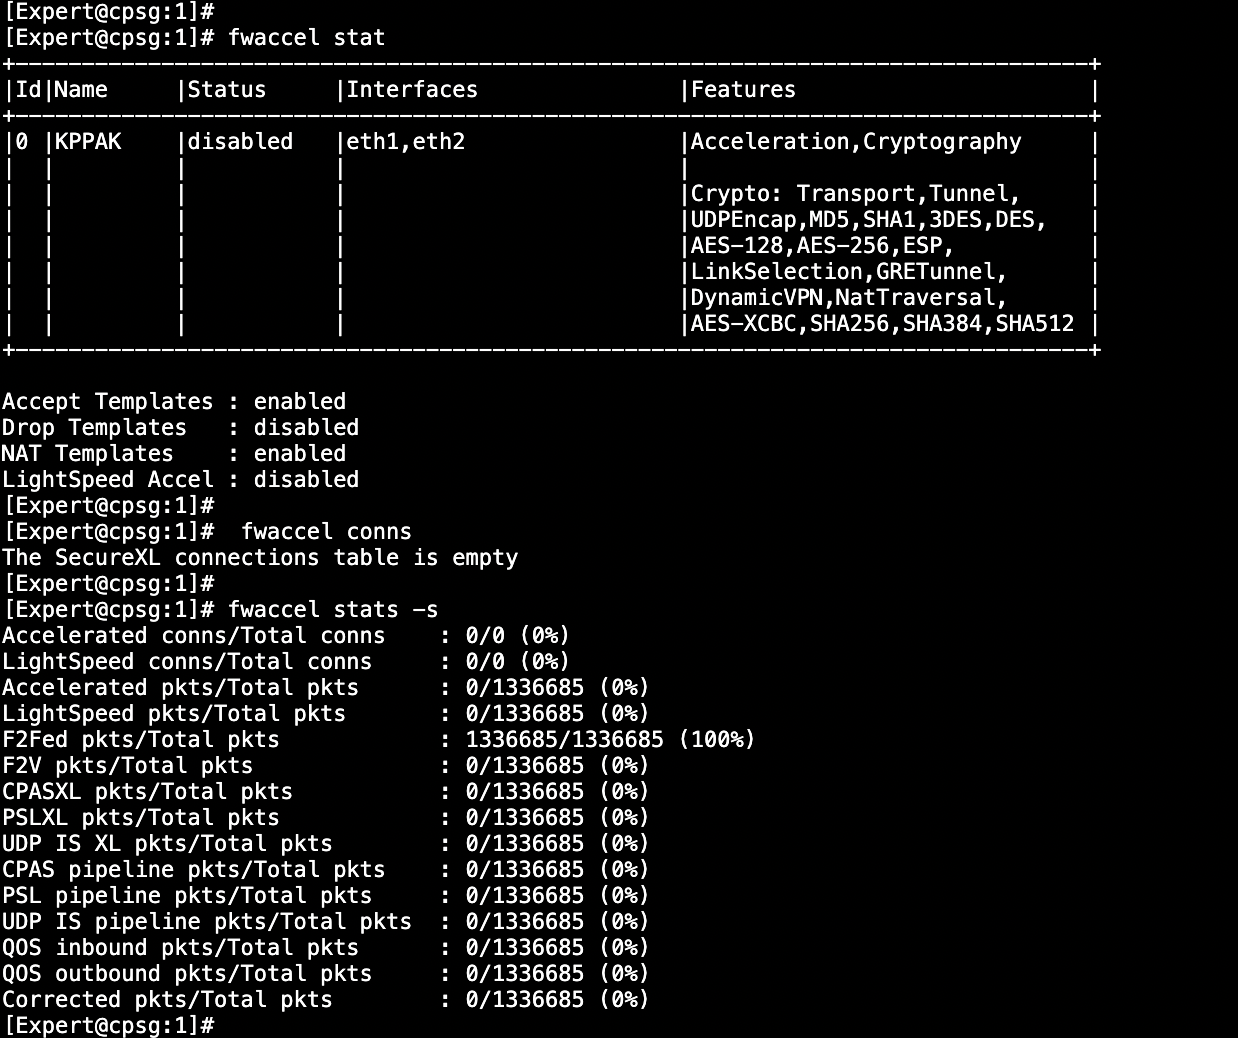 [Expert@cpsg:1]#
[Expert@cpsg:1]# fwaccel stat
+---------------------------------------------------------------------------------+
|Id|Name     |Status     |Interfaces               |Features                      |
+---------------------------------------------------------------------------------+
|0 |KPPAK    |disabled   |eth1,eth2                |Acceleration,Cryptography     |
|  |         |           |                         |                              |
|  |         |           |                         |Crypto: Transport,Tunnel,     |
|  |         |           |                         |UDPEncap,MD5,SHA1,3DES,DES,   |
|  |         |           |                         |AES-128,AES-256,ESP,          |
|  |         |           |                         |LinkSelection,GRETunnel,      |
|  |         |           |                         |DynamicVPN,NatTraversal,      |
|  |         |           |                         |AES-XCBC,SHA256,SHA384,SHA512 |
+---------------------------------------------------------------------------------+

Accept Templates : enabled
Drop Templates   : disabled
NAT Templates    : enabled
LightSpeed Accel : disabled
[Expert@cpsg:1]#
[Expert@cpsg:1]#  fwaccel conns
The SecureXL connections table is empty
[Expert@cpsg:1]#
[Expert@cpsg:1]# fwaccel stats -s
Accelerated conns/Total conns    : 0/0 (0%)
LightSpeed conns/Total conns     : 0/0 (0%)
Accelerated pkts/Total pkts      : 0/1336685 (0%)
LightSpeed pkts/Total pkts       : 0/1336685 (0%)
F2Fed pkts/Total pkts            : 1336685/1336685 (100%)
F2V pkts/Total pkts              : 0/1336685 (0%)
CPASXL pkts/Total pkts           : 0/1336685 (0%)
PSLXL pkts/Total pkts            : 0/1336685 (0%)
UDP IS XL pkts/Total pkts        : 0/1336685 (0%)
CPAS pipeline pkts/Total pkts    : 0/1336685 (0%)
PSL pipeline pkts/Total pkts     : 0/1336685 (0%)
UDP IS pipeline pkts/Total pkts  : 0/1336685 (0%)
QOS inbound pkts/Total pkts      : 0/1336685 (0%)
QOS outbound pkts/Total pkts     : 0/1336685 (0%)
Corrected pkts/Total pkts        : 0/1336685 (0%)
[Expert@cpsg:1]#